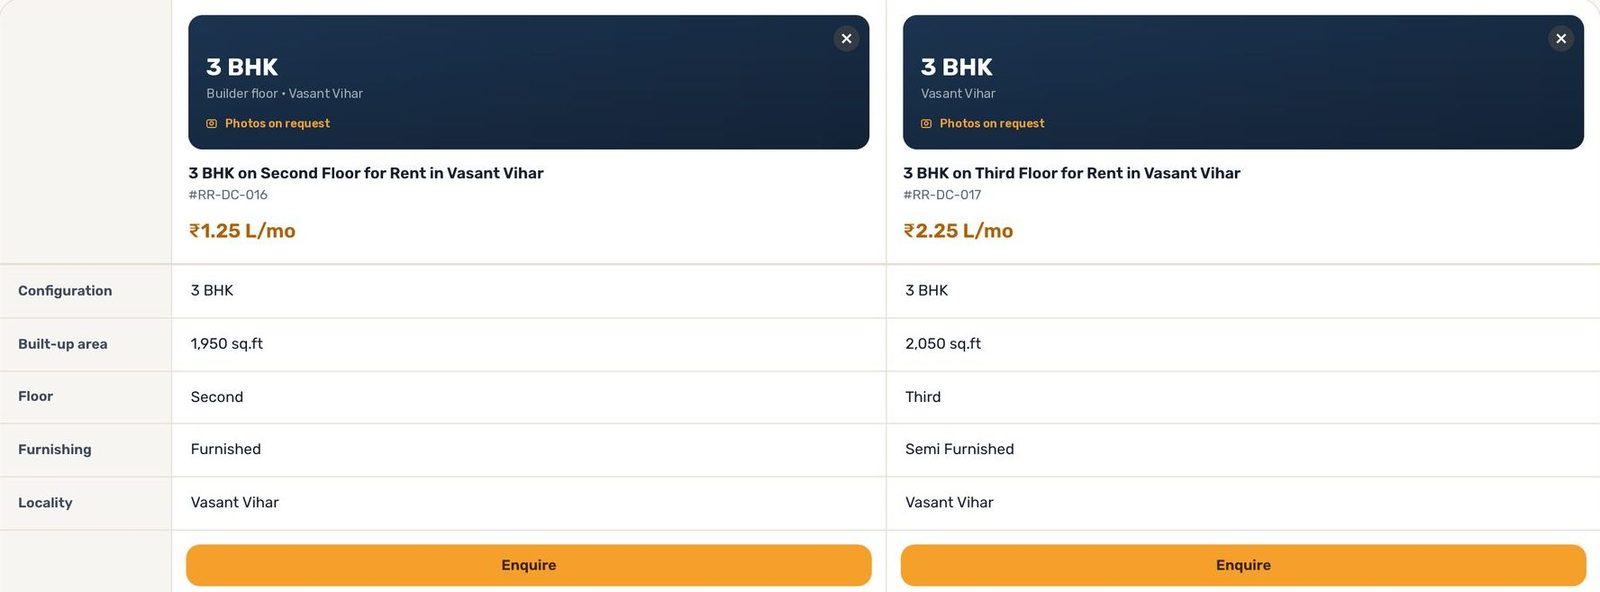 3 BHK
Builder floor • Vasant Vihar
Photos on request
3 BHK on Second Floor for Rent in Vasant Vihar
#RR-DC-016
₹1.25 L/mo
3 BHK
Vasant Vihar
Photos on request
3 BHK on Third Floor for Rent in Vasant Vihar
#RR-DC-017
₹2.25 L/mo
Configuration 3 BHK 3 BHK
Built-up area 1,950 sq.ft 2,050 sq.ft
Floor Second Third
Furnishing Furnished Semi Furnished
Locality Vasant Vihar Vasant Vihar
Enquire Enquire